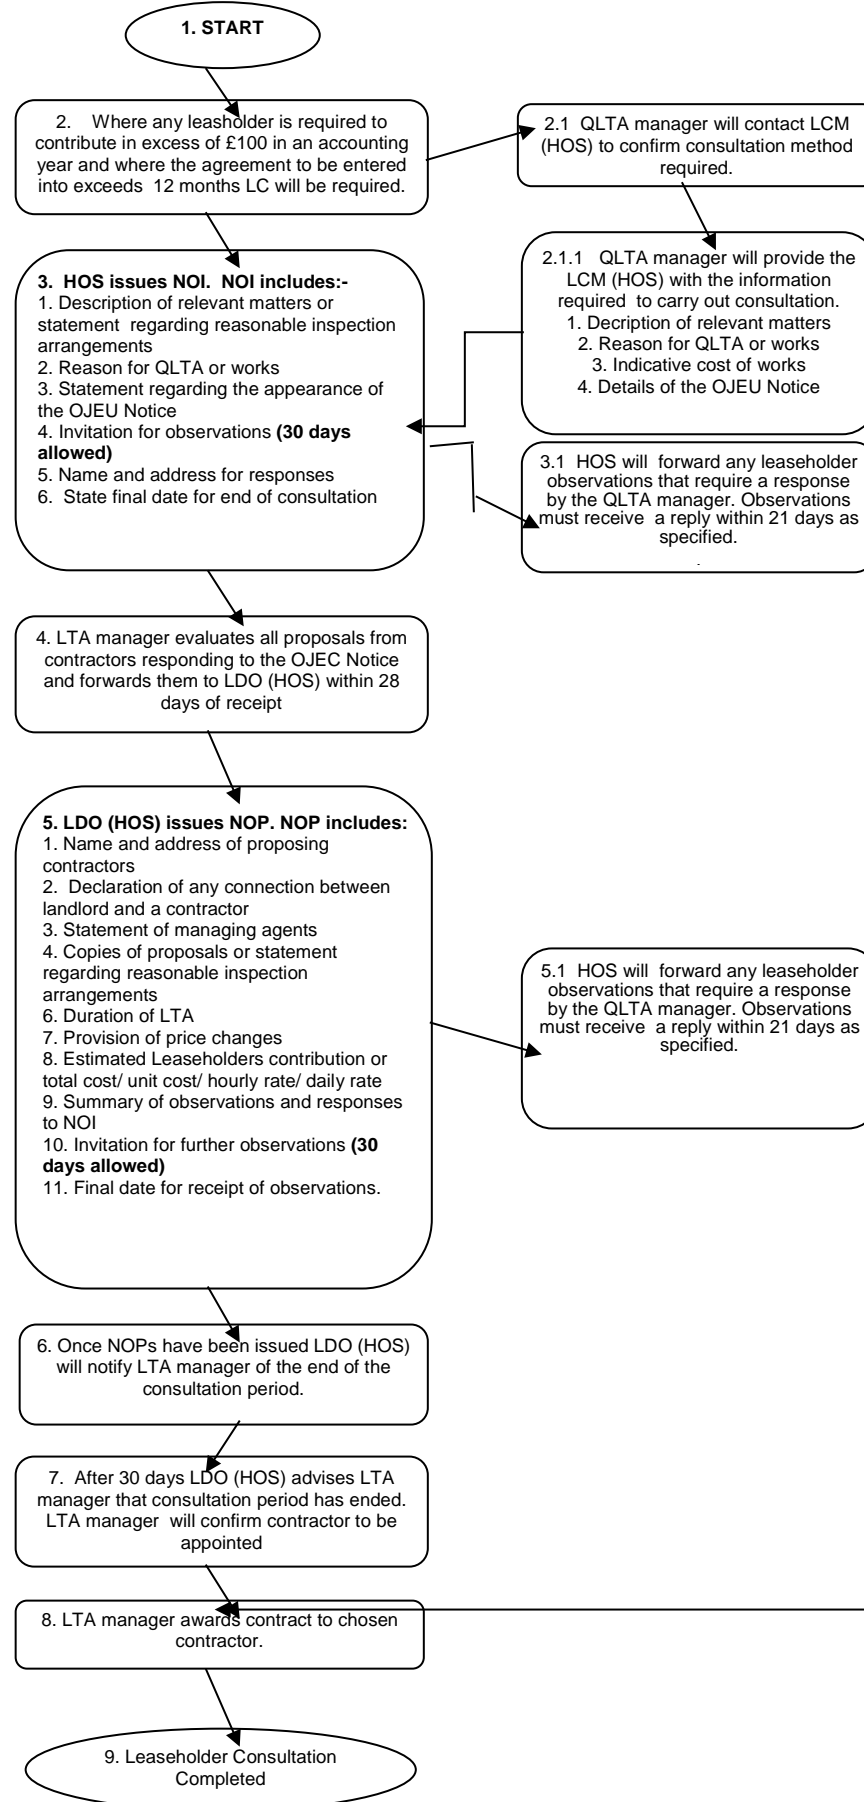 1. START
2. Where any leasholder is required to
contribute in excess of £100 in an accounting
year and where the agreement to be entered
into exceeds 12 months LC will be required.
2.1 QLTA manager will contact LCM
(HOS) to confirm consultation method
required.
2.1.1 QLTA manager will provide the
LCM (HOS) with the information
required to carry out consultation.
1. Decription of relevant matters
2. Reason for QLTA or works
3. Indicative cost of works
4. Details of the OJEU Notice
3. HOS issues NOI. NOI includes:-
1. Description of relevant matters or
statement regarding reasonable inspection
arrangements
2. Reason for QLTA or works
3. Statement regarding the appearance of
the OJEU Notice
4. Invitation for observations (30 days
allowed)
5. Name and address for responses
6. State final date for end of consultation
3.1 HOS will forward any leaseholder
observations that require a response
by the QLTA manager. Observations
must receive a reply within 21 days as
specified.
.
4. LTA manager evaluates all proposals from
contractors responding to the OJEC Notice
and forwards them to LDO (HOS) within 28
days of receipt
5. LDO (HOS) issues NOP. NOP includes:
1. Name and address of proposing
contractors
2. Declaration of any connection between
landlord and a contractor
3. Statement of managing agents
4. Copies of proposals or statement
regarding reasonable inspection
arrangements
6. Duration of LTA
7. Provision of price changes
8. Estimated Leaseholders contribution or
total cost/ unit cost/ hourly rate/ daily rate
9. Summary of observations and responses
to NOI
10. Invitation for further observations (30
days allowed)
11. Final date for receipt of observations.
5.1 HOS will forward any leaseholder
observations that require a response
by the QLTA manager. Observations
must receive a reply within 21 days as
specified.
6. Once NOPs have been issued LDO (HOS)
will notify LTA manager of the end of the
consultation period.
7. After 30 days LDO (HOS) advises LTA
manager that consultation period has ended.
LTA manager will confirm contractor to be
appointed
8. LTA manager awards contract to chosen
contractor.
9. Leaseholder Consultation
Completed